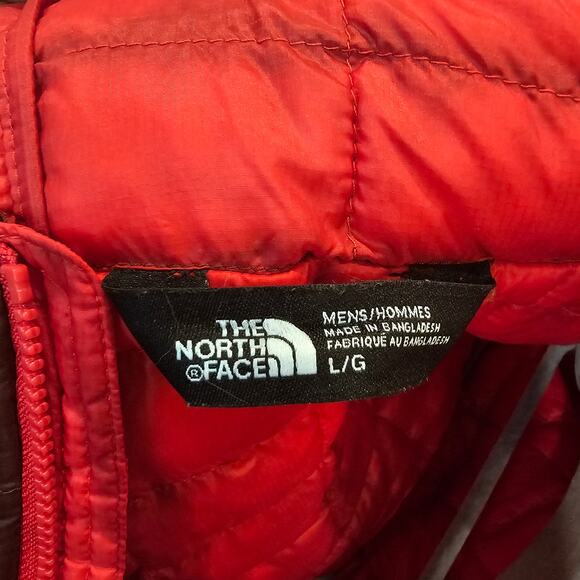 THE
NORTH
®FACE
MENS/HOMMES
MADE IN BANGLADESH
FABRIQUÉ AU BANGLADESH
L/G